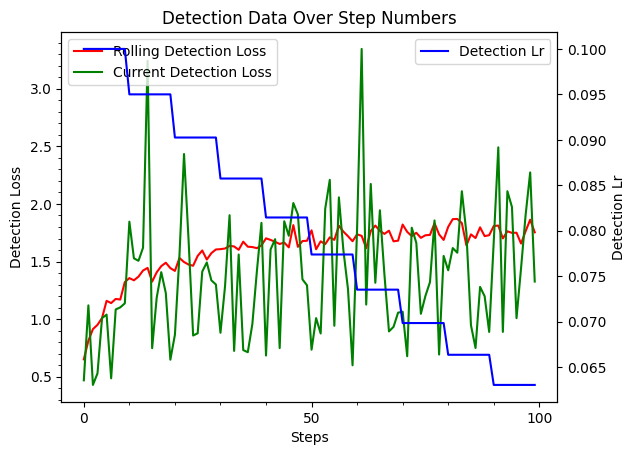 Detection Data Over Step Numbers
Rolling Detection Loss
Current Detection Loss
Detection Lr
Detection Loss
3.0
2.5
2.0
1.5
1.0
0.5
0.100
0.095
0.090
0.085
0.080
0.075
0.070
0.065
Detection Lr
0
50
100
Steps